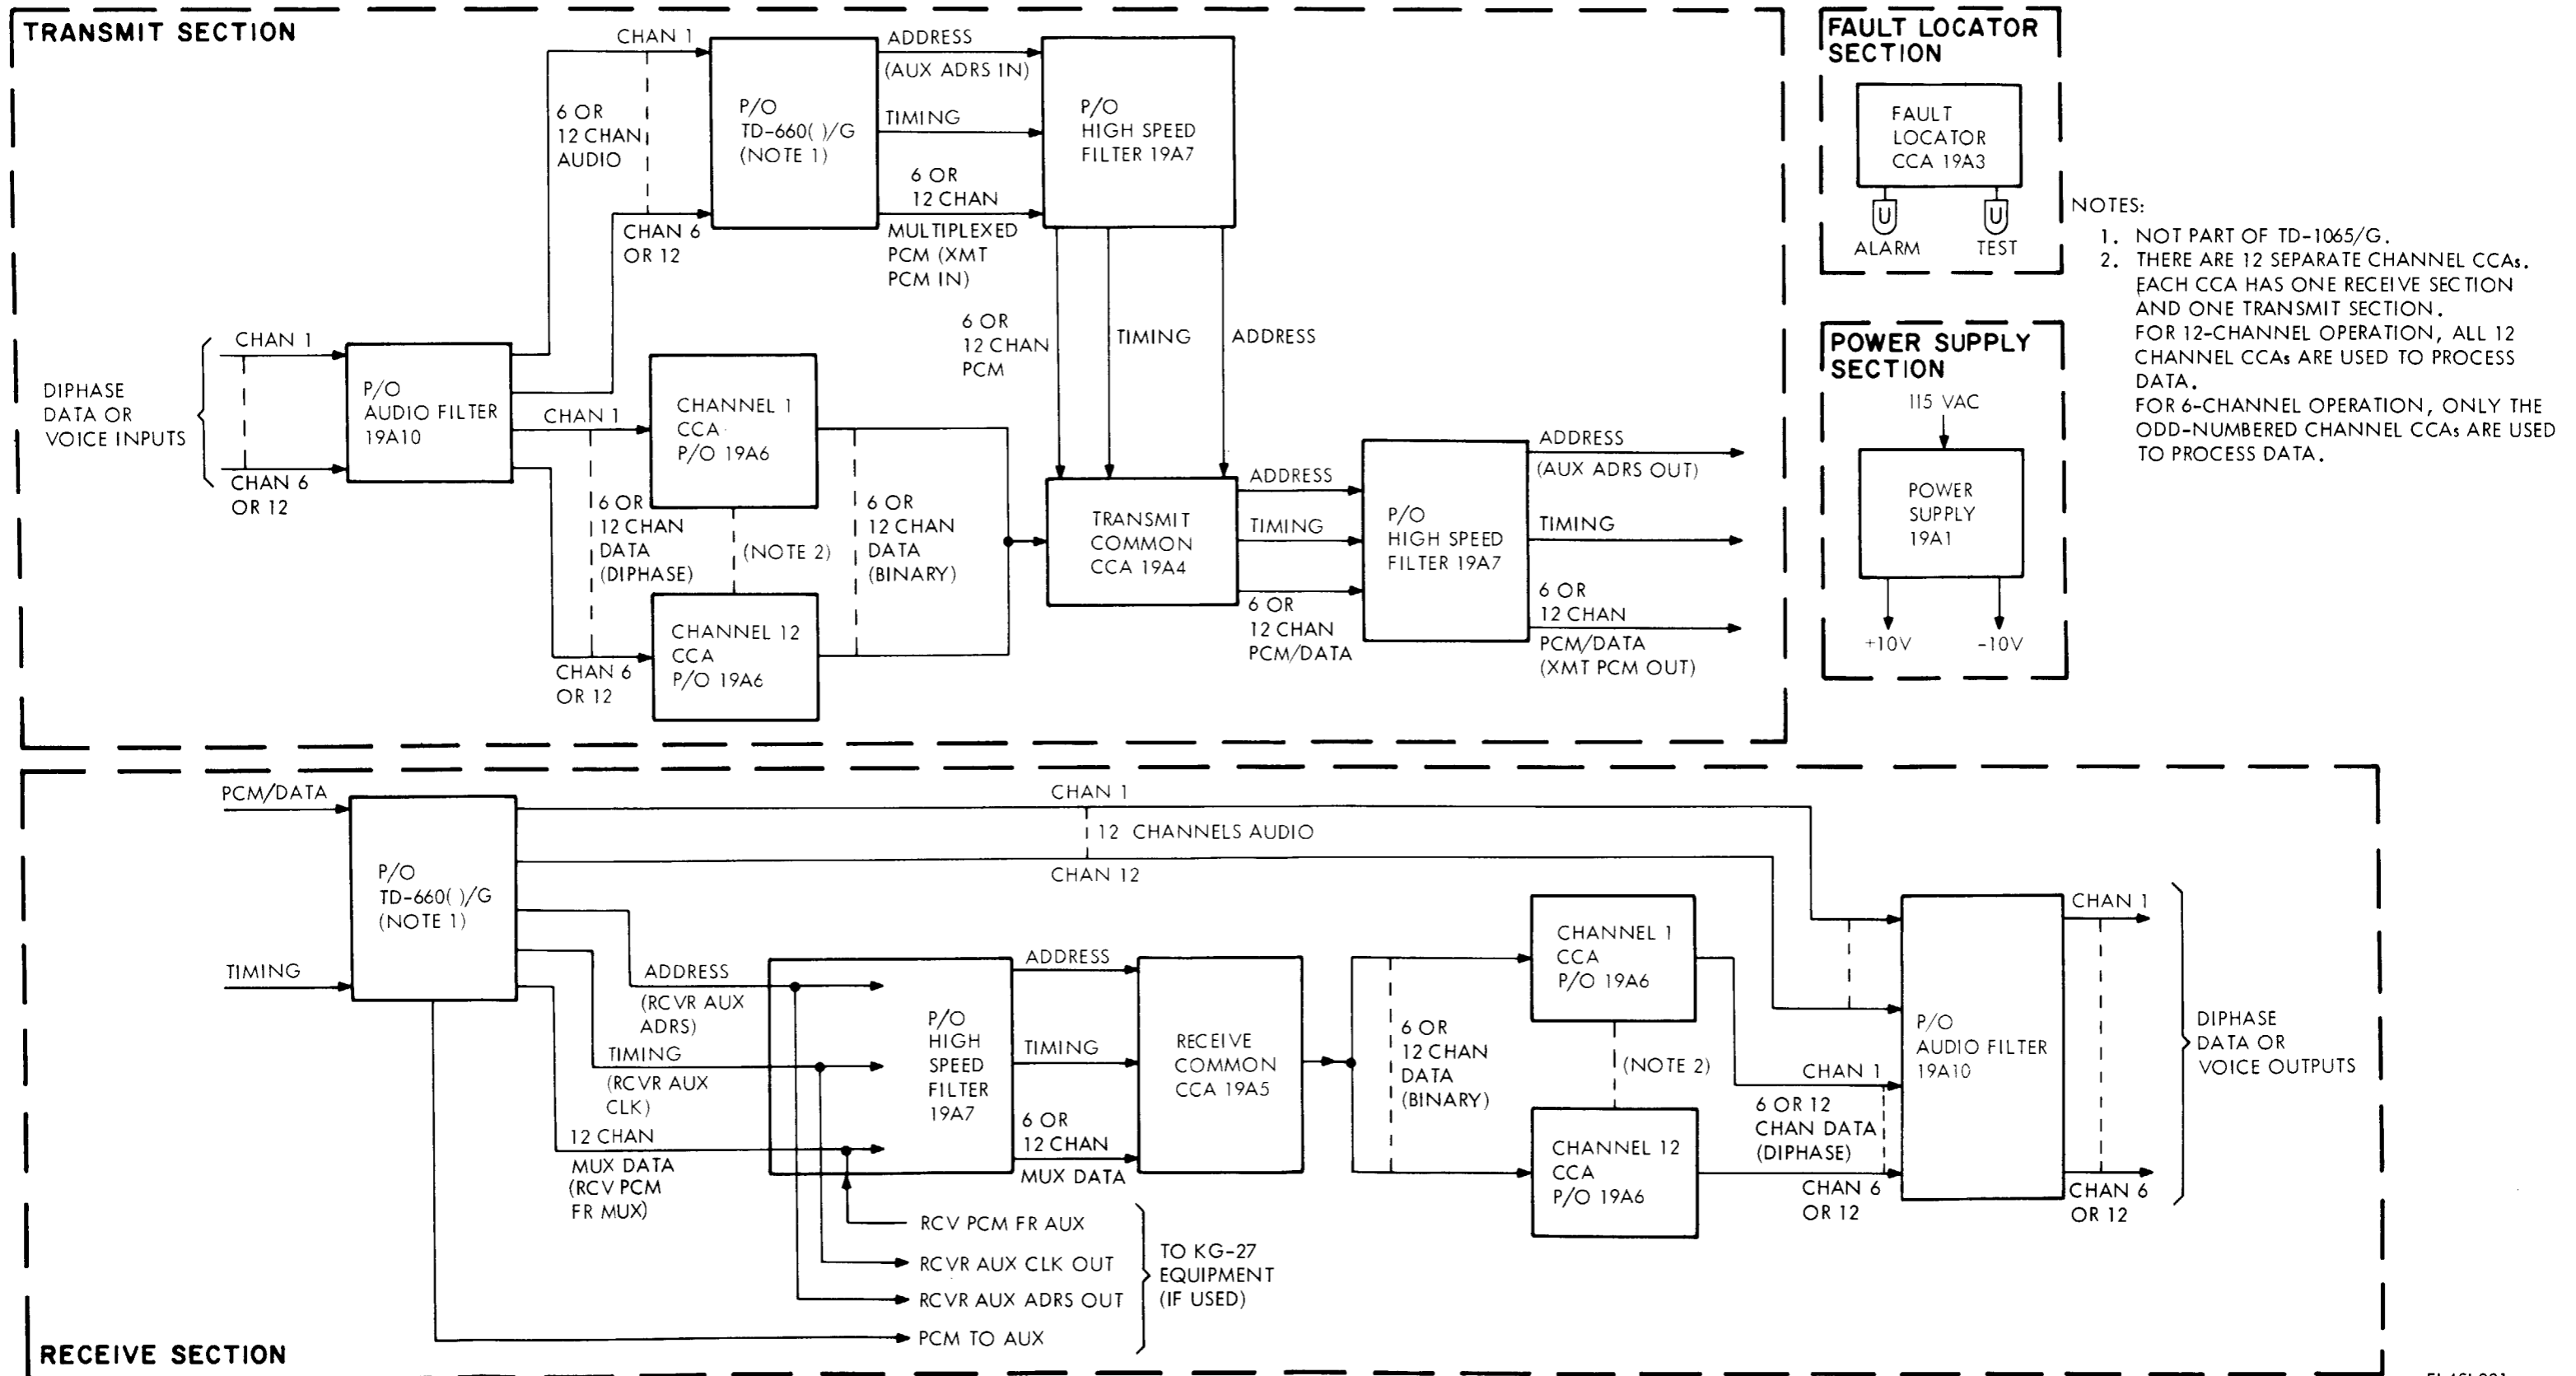 TRANSMIT SECTION
CHAN 1
6 OR
12 CHAN
AUDIO
CHAN 6
OR 12
P/O
TD-660( )/G
(NOTE 1)
ADDRESS
(AUX ADRS IN)
TIMING
6 OR
12 CHAN
MULTIPLEXED
PCM (XMT
PCM IN)
P/O
HIGH SPEED
FILTER 19A7
6 OR
12 CHAN
PCM
TIMING
ADDRESS
DIPHASE
DATA OR
VOICE INPUTS
CHAN 1
CHAN 6
OR 12
P/O
AUDIO FILTER
19A10
CHAN 1
6 OR
12 CHAN
DATA
(DIPHASE)
CHAN 6
OR 12
CHANNEL 1
CCA
P/O 19A6
(NOTE 2)
CHANNEL 12
CCA
P/O 19A6
6 OR
12 CHAN
DATA
(BINARY)
TRANSMIT
COMMON
CCA 19A4
ADDRESS
TIMING
6 OR
12 CHAN
PCM/DATA
P/O
HIGH SPEED
FILTER 19A7
ADDRESS
(AUX ADRS OUT)
TIMING
6 OR
12 CHAN
PCM/DATA
(XMT PCM OUT)
FAULT LOCATOR
SECTION
FAULT
LOCATOR
CCA 19A3
U
U
ALARM
TEST
POWER SUPPLY
SECTION
115 VAC
POWER
SUPPLY
19A1
+10V
-10V
NOTES:
1. NOT PART OF TD-1065/G.
2. THERE ARE 12 SEPARATE CHANNEL CCAs.
EACH CCA HAS ONE RECEIVE SECTION
AND ONE TRANSMIT SECTION.
FOR 12-CHANNEL OPERATION, ALL 12
CHANNEL CCAs ARE USED TO PROCESS
DATA.
FOR 6-CHANNEL OPERATION, ONLY THE
ODD-NUMBERED CHANNEL CCAs ARE USED
TO PROCESS DATA.
PCM/DATA
TIMING
P/O
TD-660( )/G
(NOTE 1)
CHAN 1
12 CHANNELS AUDIO
CHAN 12
ADDRESS
(RCVR AUX
ADRS)
TIMING
(RCVR AUX
CLK)
12 CHAN
MUX DATA
(RCV PCM
FR MUX)
P/O
HIGH
SPEED
FILTER
19A7
ADDRESS
TIMING
6 OR
12 CHAN
MUX DATA
RECEIVE
COMMON
CCA 19A5
6 OR
12 CHAN
DATA
(BINARY)
CHANNEL 1
CCA
P/O 19A6
(NOTE 2)
CHANNEL 12
CCA
P/O 19A6
CHAN 1
6 OR 12
CHAN DATA
(DIPHASE)
CHAN 6
OR 12
P/O
AUDIO FILTER
19A10
CHAN 1
CHAN 6
OR 12
DIPHASE
DATA OR
VOICE OUTPUTS
RCV PCM FR AUX
RCVR AUX CLK OUT
RCVR AUX ADRS OUT
PCM TO AUX
TO KG-27
EQUIPMENT
(IF USED)
RECEIVE SECTION